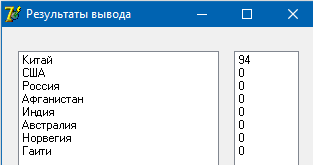 Результаты вывода
Китай 94
США 0
Россия 0
Афганистан 0
Индия 0
Австралия 0
Норвегия 0
Гаити 0